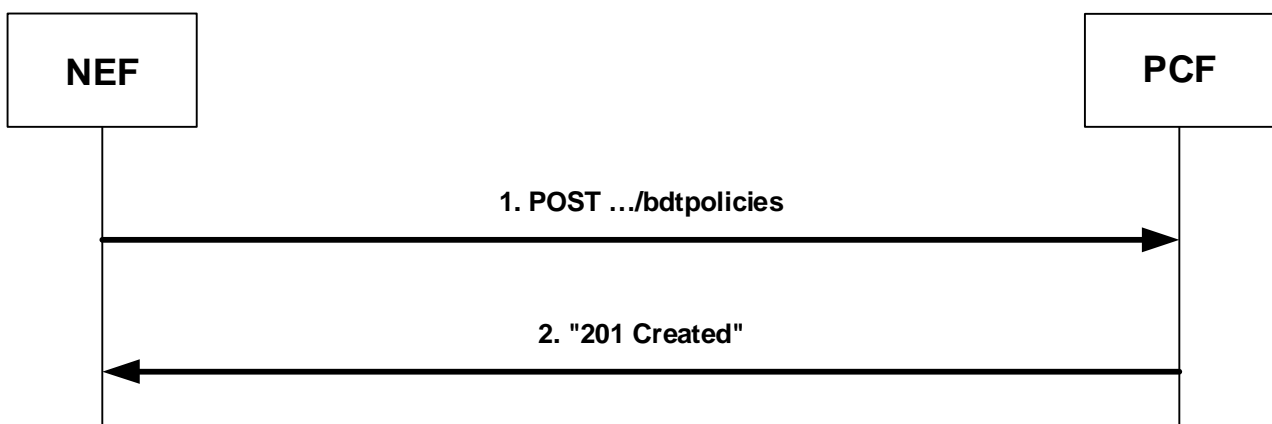 NEF
PCF
1. POST …/bdtpolicies
2. "201 Created"